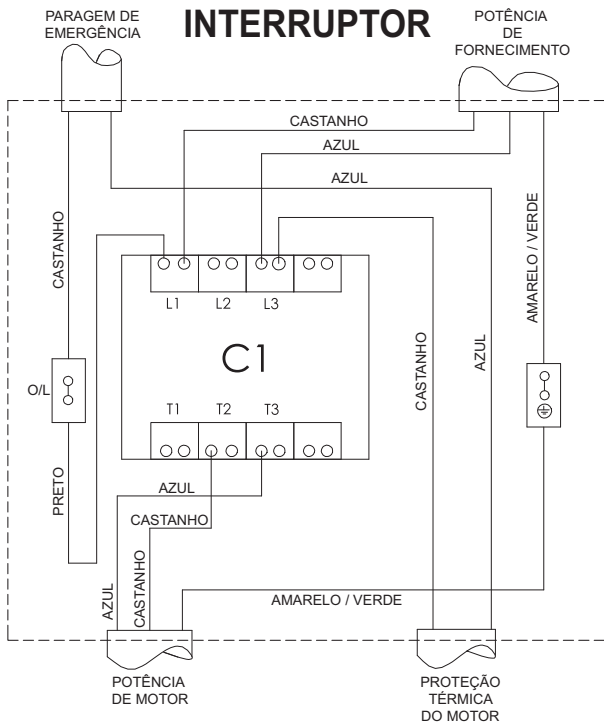 PARAGEM DE
EMERGÊNCIA
INTERRUPTOR
POTÊNCIA
DE
FORNECIMENTO
CASTANHO
AZUL
AZUL
CASTANHO
AMARELO / VERDE
L1
L2
L3
C1
CASTANHO
AZUL
O/L
T1
T2
T3
PRETO
AZUL
CASTANHO
AZUL
CASTANHO
AMARELO / VERDE
POTÊNCIA
DE MOTOR
PROTEÇÃO
TÉRMICA
DO MOTOR